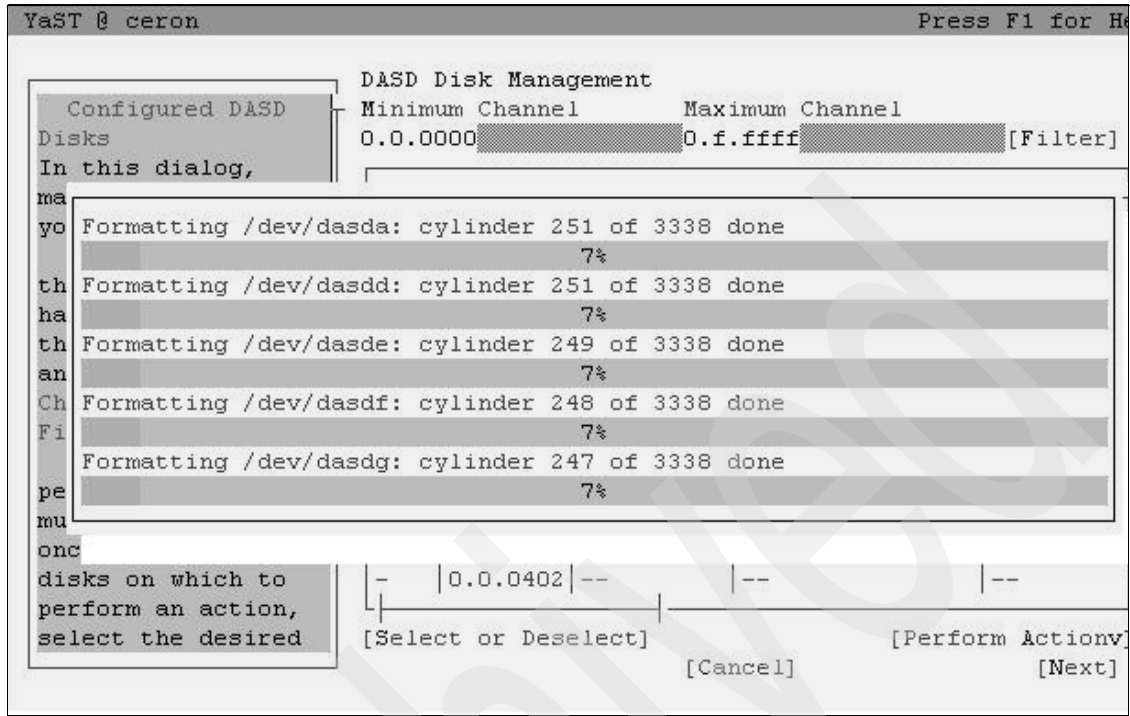 YaST @ ceron Press F1 for He
DASD Disk Management
Configured DASD Minimum Channel Maximum Channel
Disks 0.0.0000 0.f.ffff [Filter]
In this dialog,
ma
yo Formatting /dev/dasda: cylinder 251 of 3338 done
7%
th Formatting /dev/dasdd: cylinder 251 of 3338 done
ha 7%
th Formatting /dev/dasde: cylinder 249 of 3338 done
an 7%
Ch Formatting /dev/dasdf: cylinder 248 of 3338 done
Fi 7%
Formatting /dev/dasdg: cylinder 247 of 3338 done
pe 7%
mu
onc
disks on which to - 0.0.0402 -- -- --
perform an action,
select the desired [Select or Deselect] [Perform Actionv]
[Cancel] [Next]